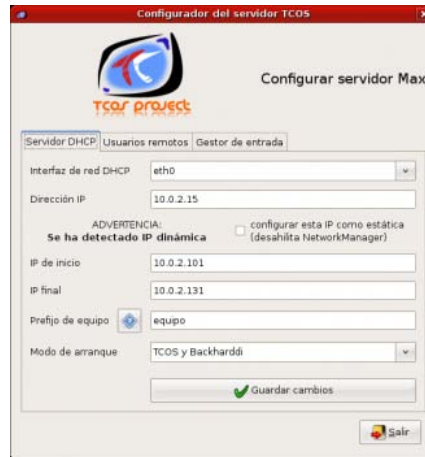 Configurador del servidor TCOS
TCOS PROJECT
Configurar servidor Max
Servidor DHCP Usuarios remotos Gestor de entrada
Interfaz de red DHCP eth0
Dirección IP 10.0.2.15
ADVERTENCIA:
Se ha detectado IP dinámica
configurar esta IP como estática
(desahilita NetworkManager)
IP de inicio 10.0.2.101
IP final 10.0.2.131
Prefijo de equipo equipo
Modo de arranque TCOS y Backharddi
Guardar cambios
Salir